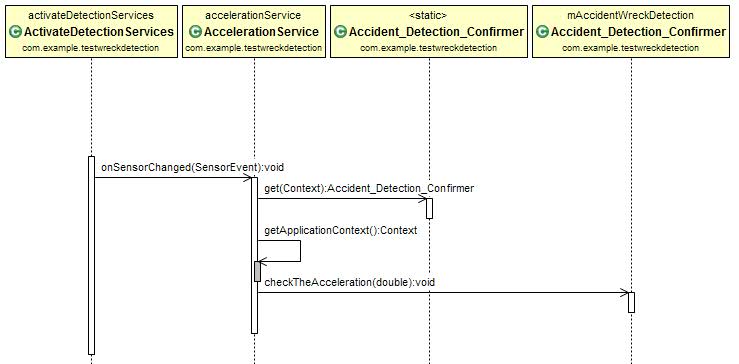 activateDetectionServices
ActivateDetectionServices
com.example.testwreckdetection
accelerationService
AccelerationService
com.example.testwreckdetection
<static>
Accident_Detection_Confirmer
com.example.testwreckdetection
mAccidentWreckDetection
Accident_Detection_Confirmer
com.example.testwreckdetection
onSensorChanged(SensorEvent):void
get(Context):Accident_Detection_Confirmer
getApplicationContext():Context
checkTheAcceleration(double):void